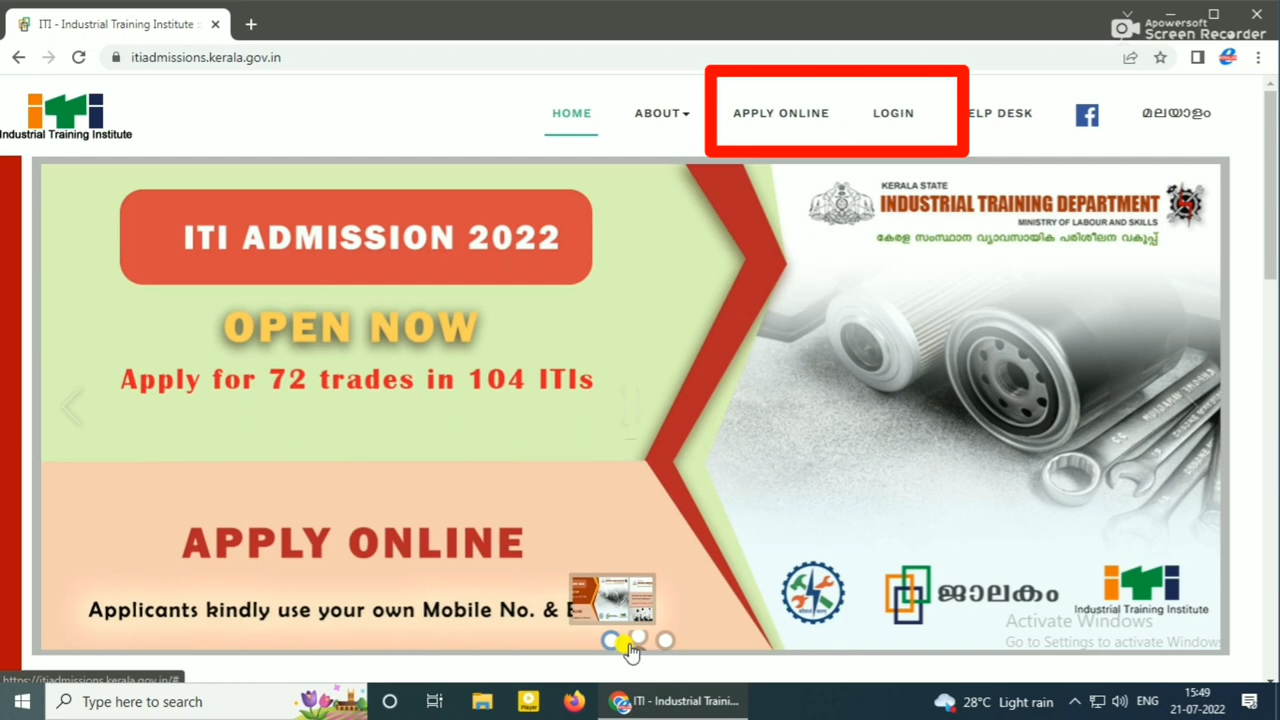 ITI - Industrial Training Institute ::
Apowersoft
Screen Recorder
itiadmissions.kerala.gov.in
iTi
Industrial Training Institute
HOME
ABOUT
APPLY ONLINE
LOGIN
ELP DESK
മലയാളം
ITI ADMISSION 2022
OPEN NOW
Apply for 72 trades in 104 ITIs
APPLY ONLINE
Applicants kindly use your own Mobile No. & E
KERALA STATE
INDUSTRIAL TRAINING DEPARTMENT
MINISTRY OF LABOUR AND SKILLS
കേരള സംസ്ഥാന വ്യാവസായിക പരിശീലന വകുപ്പ്
ജാലകം
iTi
Industrial Training Institute
Activate Windows
Go to Settings to activate Windows
https://itiadmissions.kerala.gov.in/#
Type here to search
Player
ITI - Industrial Traini...
28°C Light rain
ENG
15:49
21-07-2022